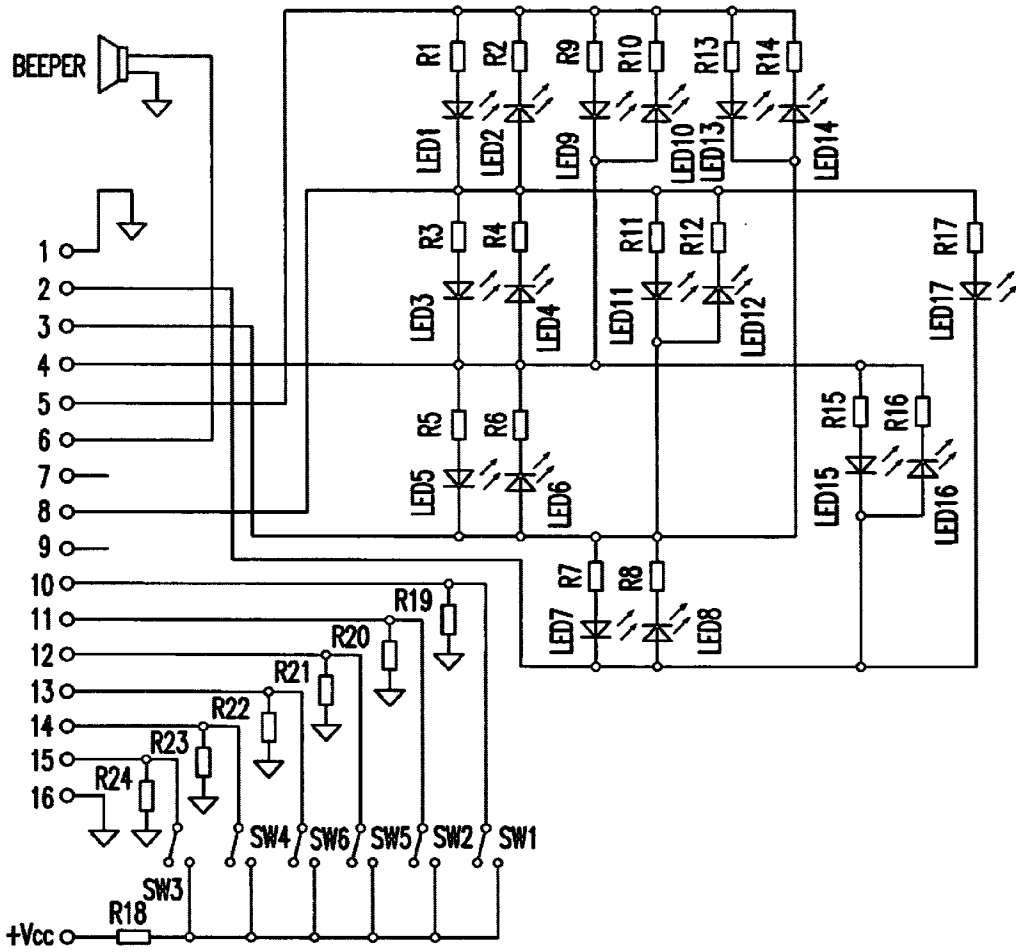 BEEPER
R1
R2
R9
R10
R13
R14
LED1
LED2
LED9
LED10
LED13
LED14
1
2
3
4
5
6
7
8
9
10
11
12
13
14
15
16
R3
R4
R11
R12
R17
LED3
LED4
LED11
LED12
LED17
R5
R6
R15
R16
LED5
LED6
LED15
LED16
R7
R8
LED7
LED8
R19
R20
R21
R22
R23
R24
SW3
SW4
SW6
SW5
SW2
SW1
R18
+Vcc